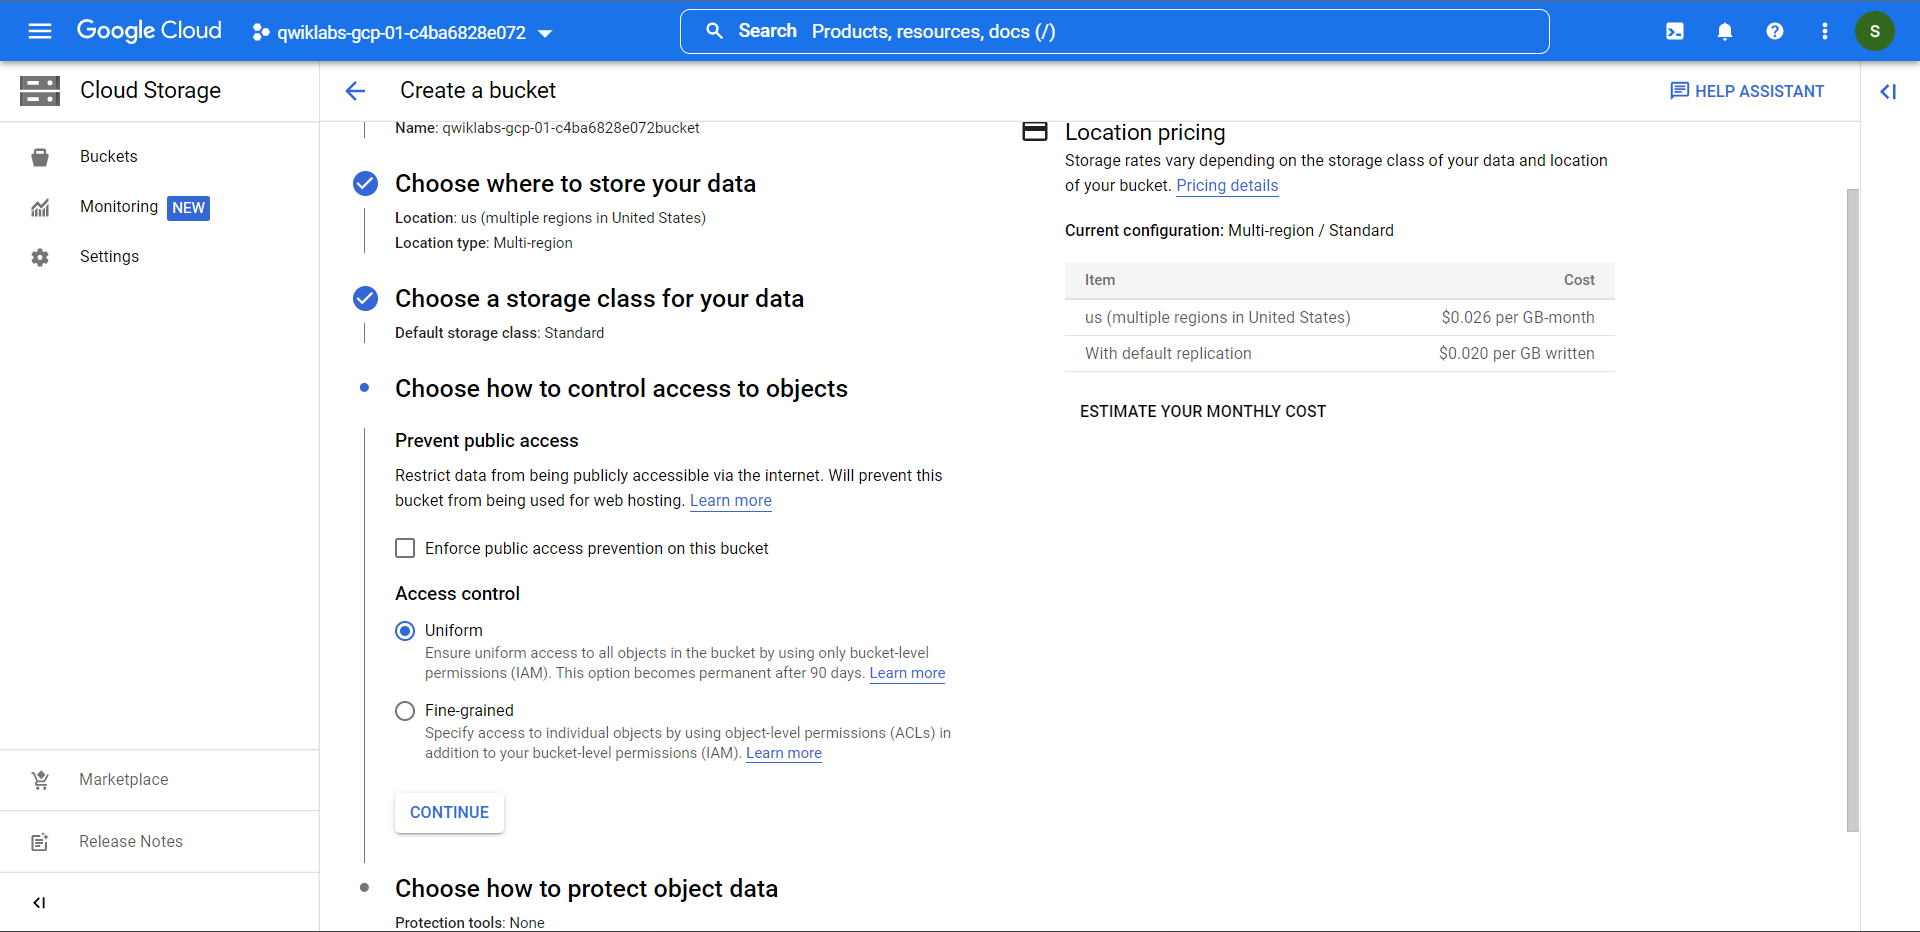 Google Cloud
qwiklabs-gcp-01-c4ba6828e072
Search Products, resources, docs (/)
S
Cloud Storage
Create a bucket
HELP ASSISTANT
Buckets
Monitoring NEW
Settings
Marketplace
Release Notes
Name: qwiklabs-gcp-01-c4ba6828e072bucket
Choose where to store your data
Location: us (multiple regions in United States)
Location type: Multi-region
Choose a storage class for your data
Default storage class: Standard
Choose how to control access to objects
Prevent public access
Restrict data from being publicly accessible via the internet. Will prevent this
bucket from being used for web hosting. Learn more
Enforce public access prevention on this bucket
Access control
Uniform
Ensure uniform access to all objects in the bucket by using only bucket-level
permissions (IAM). This option becomes permanent after 90 days. Learn more
Fine-grained
Specify access to individual objects by using object-level permissions (ACLs) in
addition to your bucket-level permissions (IAM). Learn more
CONTINUE
Choose how to protect object data
Protection tools: None
Location pricing
Storage rates vary depending on the storage class of your data and location
of your bucket. Pricing details
Current configuration: Multi-region / Standard
Item Cost
us (multiple regions in United States) $0.026 per GB-month
With default replication $0.020 per GB written
ESTIMATE YOUR MONTHLY COST